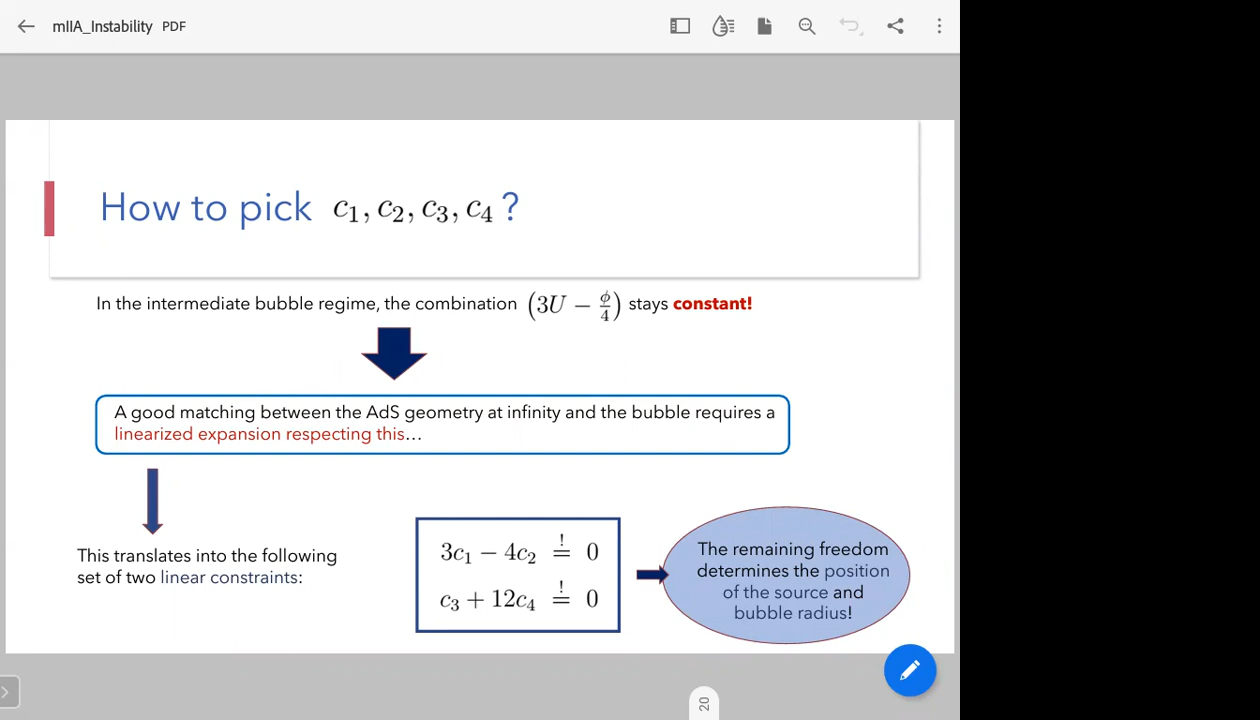 mIIA_Instability PDF
How to pick c₁, c₂, c₃, c₄ ?
In the intermediate bubble regime, the combination (3U − ϕ/4) stays constant!
A good matching between the AdS geometry at infinity and the bubble requires a
linearized expansion respecting this…
This translates into the following
set of two linear constraints:
3c₁ − 4c₂ =! 0
c₃ + 12c₄ =! 0
The remaining freedom
determines the position
of the source and
bubble radius!
20